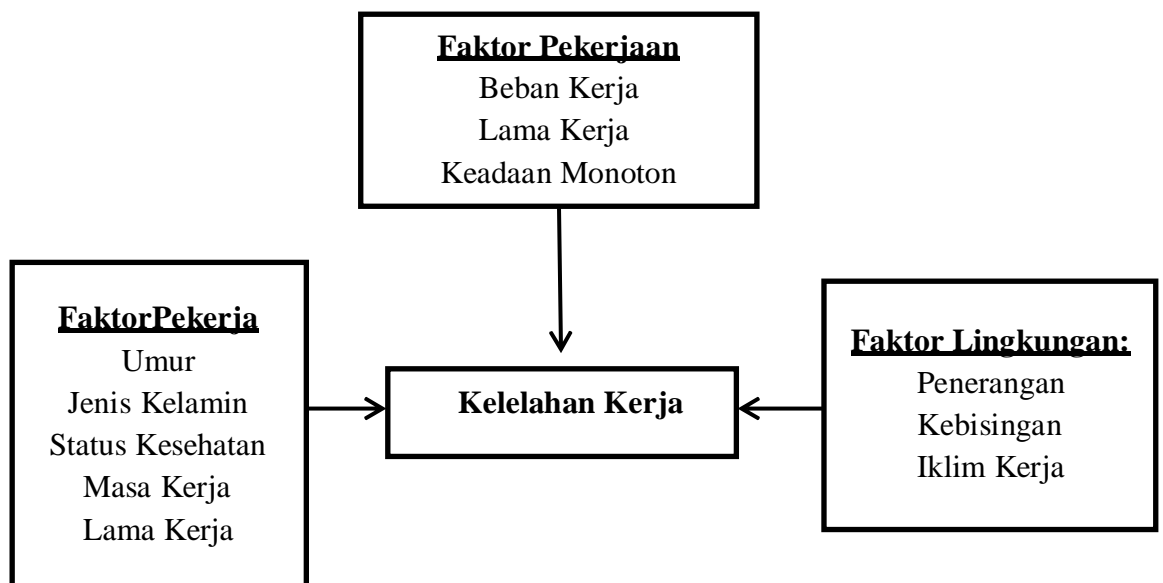 Faktor Pekerjaan
Beban Kerja
Lama Kerja
Keadaan Monoton
FaktorPekerja
Umur
Jenis Kelamin
Status Kesehatan
Masa Kerja
Lama Kerja
Kelelahan Kerja
Faktor Lingkungan:
Penerangan
Kebisingan
Iklim Kerja